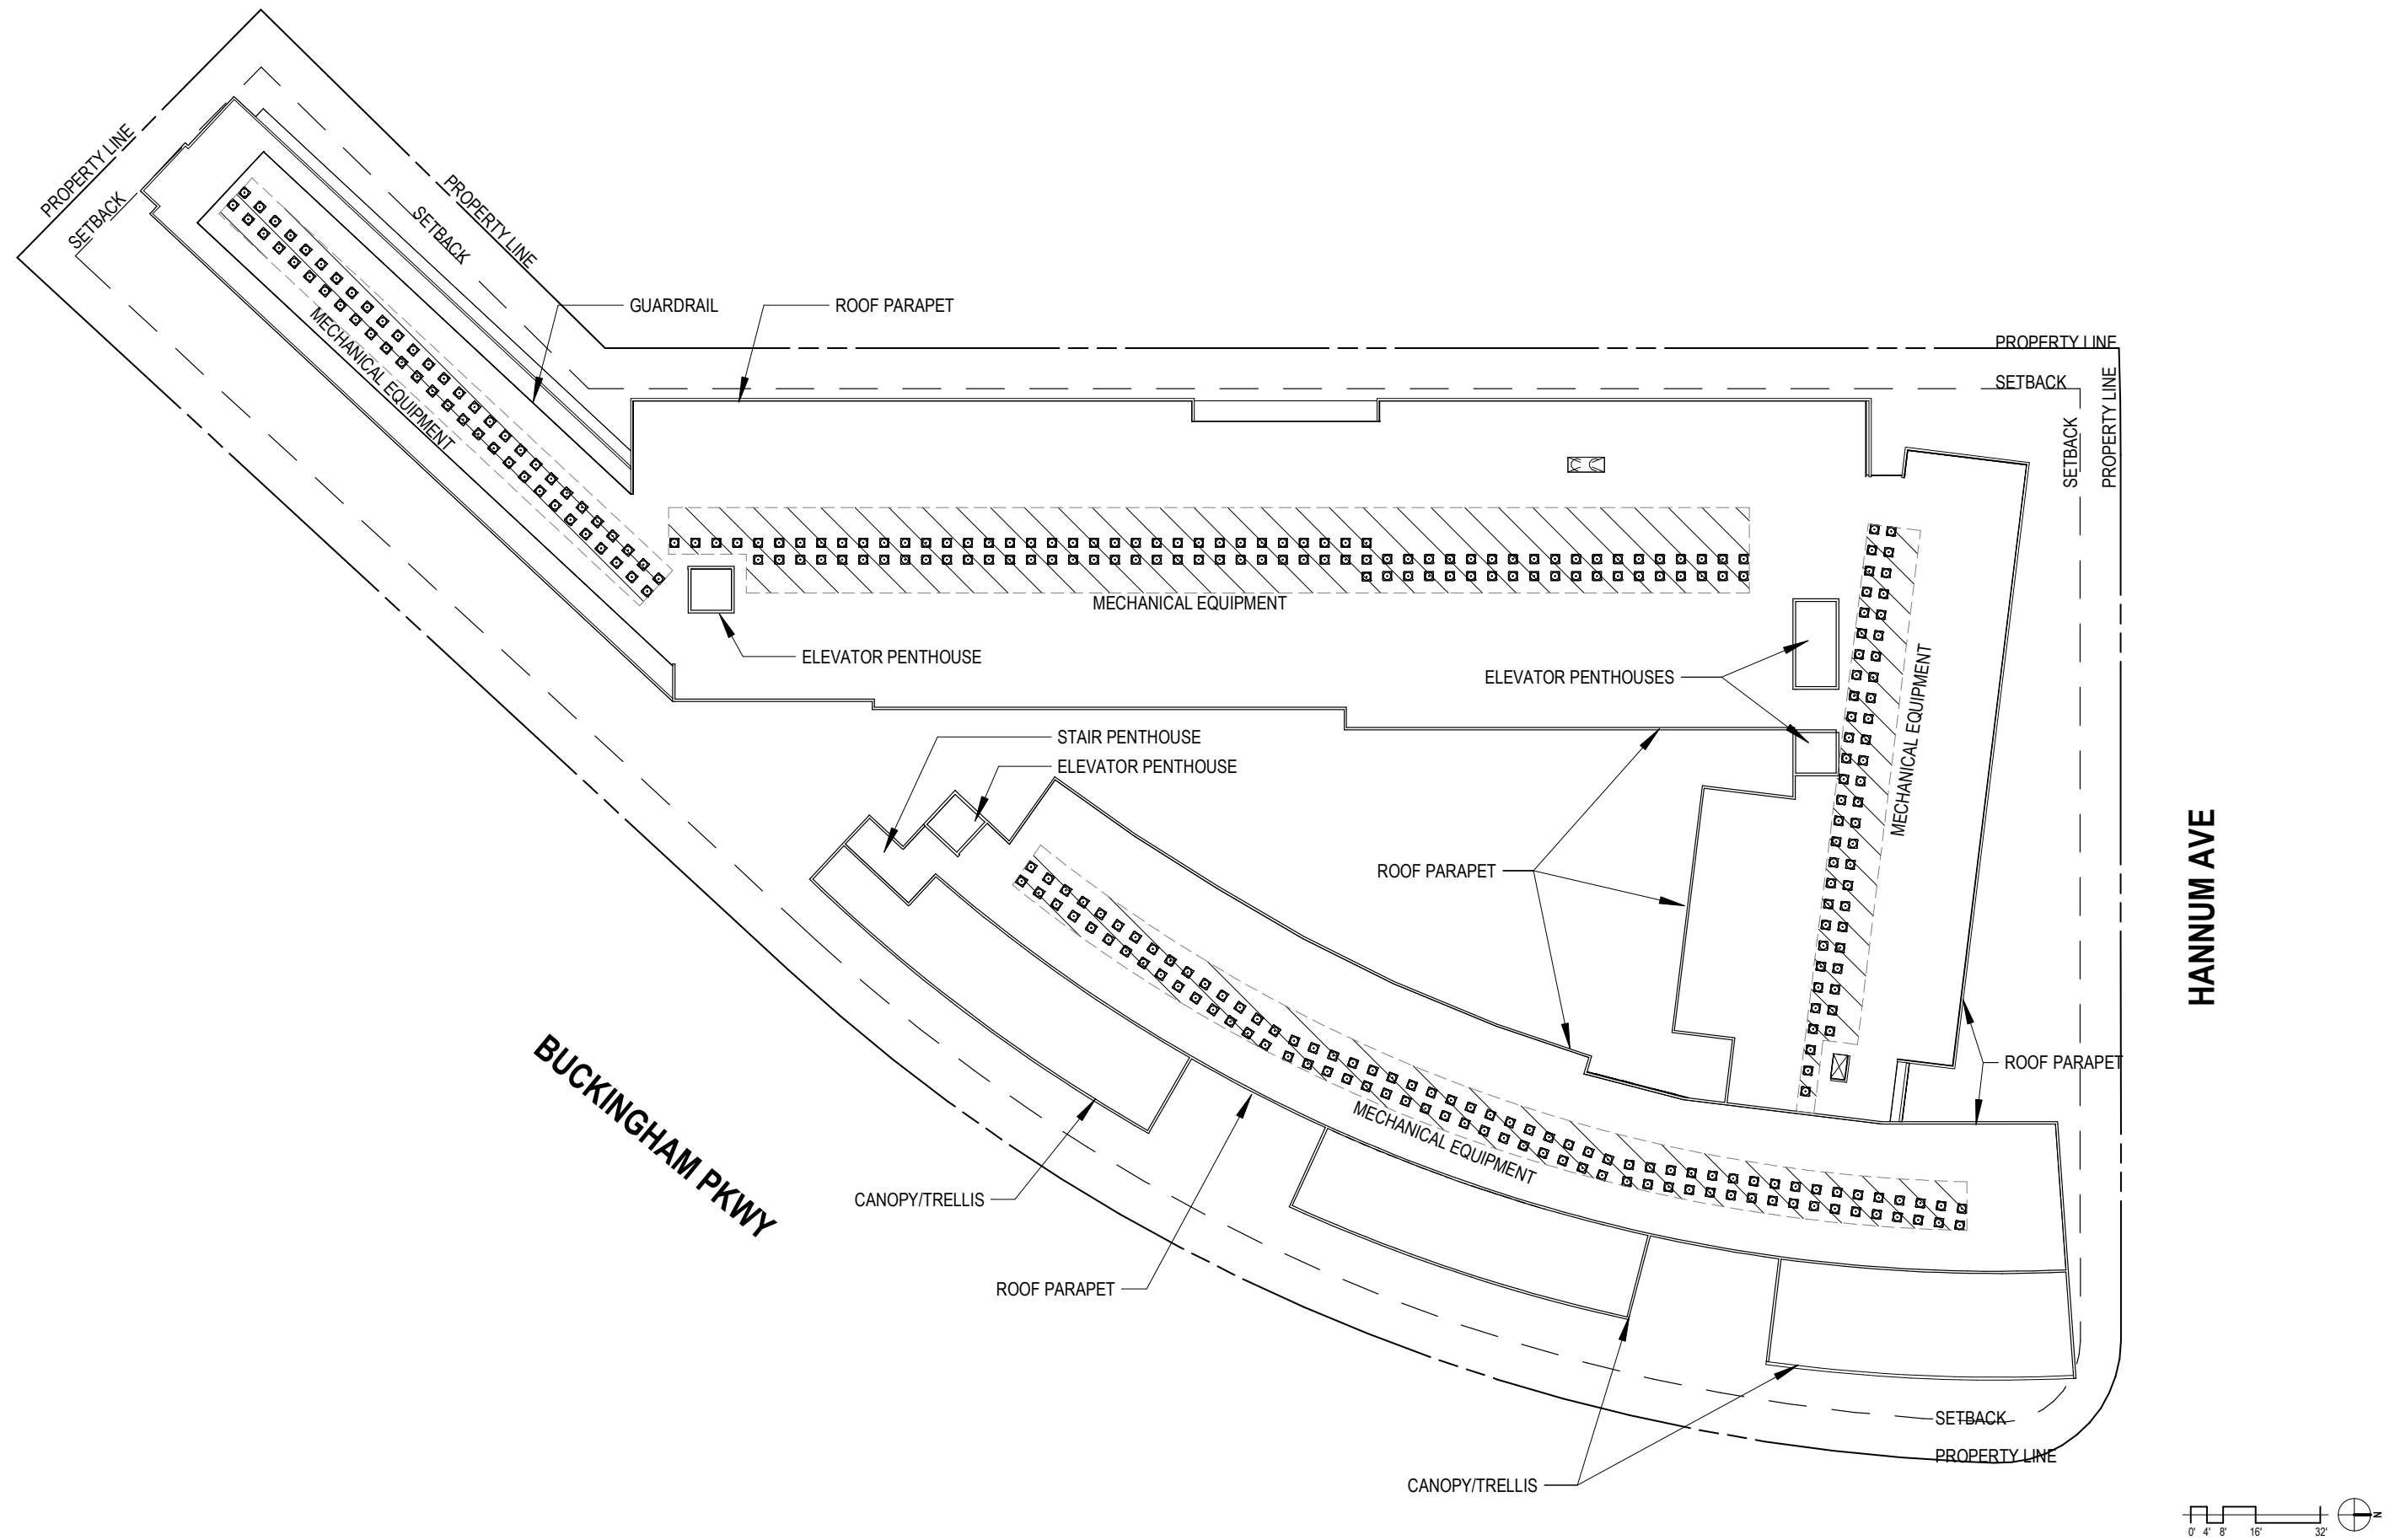 PROPERTY LINE
SETBACK
PROPERTY LINE
SETBACK
MECHANICAL EQUIPMENT
GUARDRAIL
ROOF PARAPET
PROPERTY LINE
SETBACK
PROPERTY LINE
SETBACK
MECHANICAL EQUIPMENT
ELEVATOR PENTHOUSE
ELEVATOR PENTHOUSES
MECHANICAL EQUIPMENT
STAIR PENTHOUSE
ELEVATOR PENTHOUSE
ROOF PARAPET
HANNUM AVE
ROOF PARAPET
BUCKINGHAM PKWY
MECHANICAL EQUIPMENT
CANOPY/TRELLIS
ROOF PARAPET
SETBACK
PROPERTY LINE
CANOPY/TRELLIS
0' 4' 8' 16' 32'
N